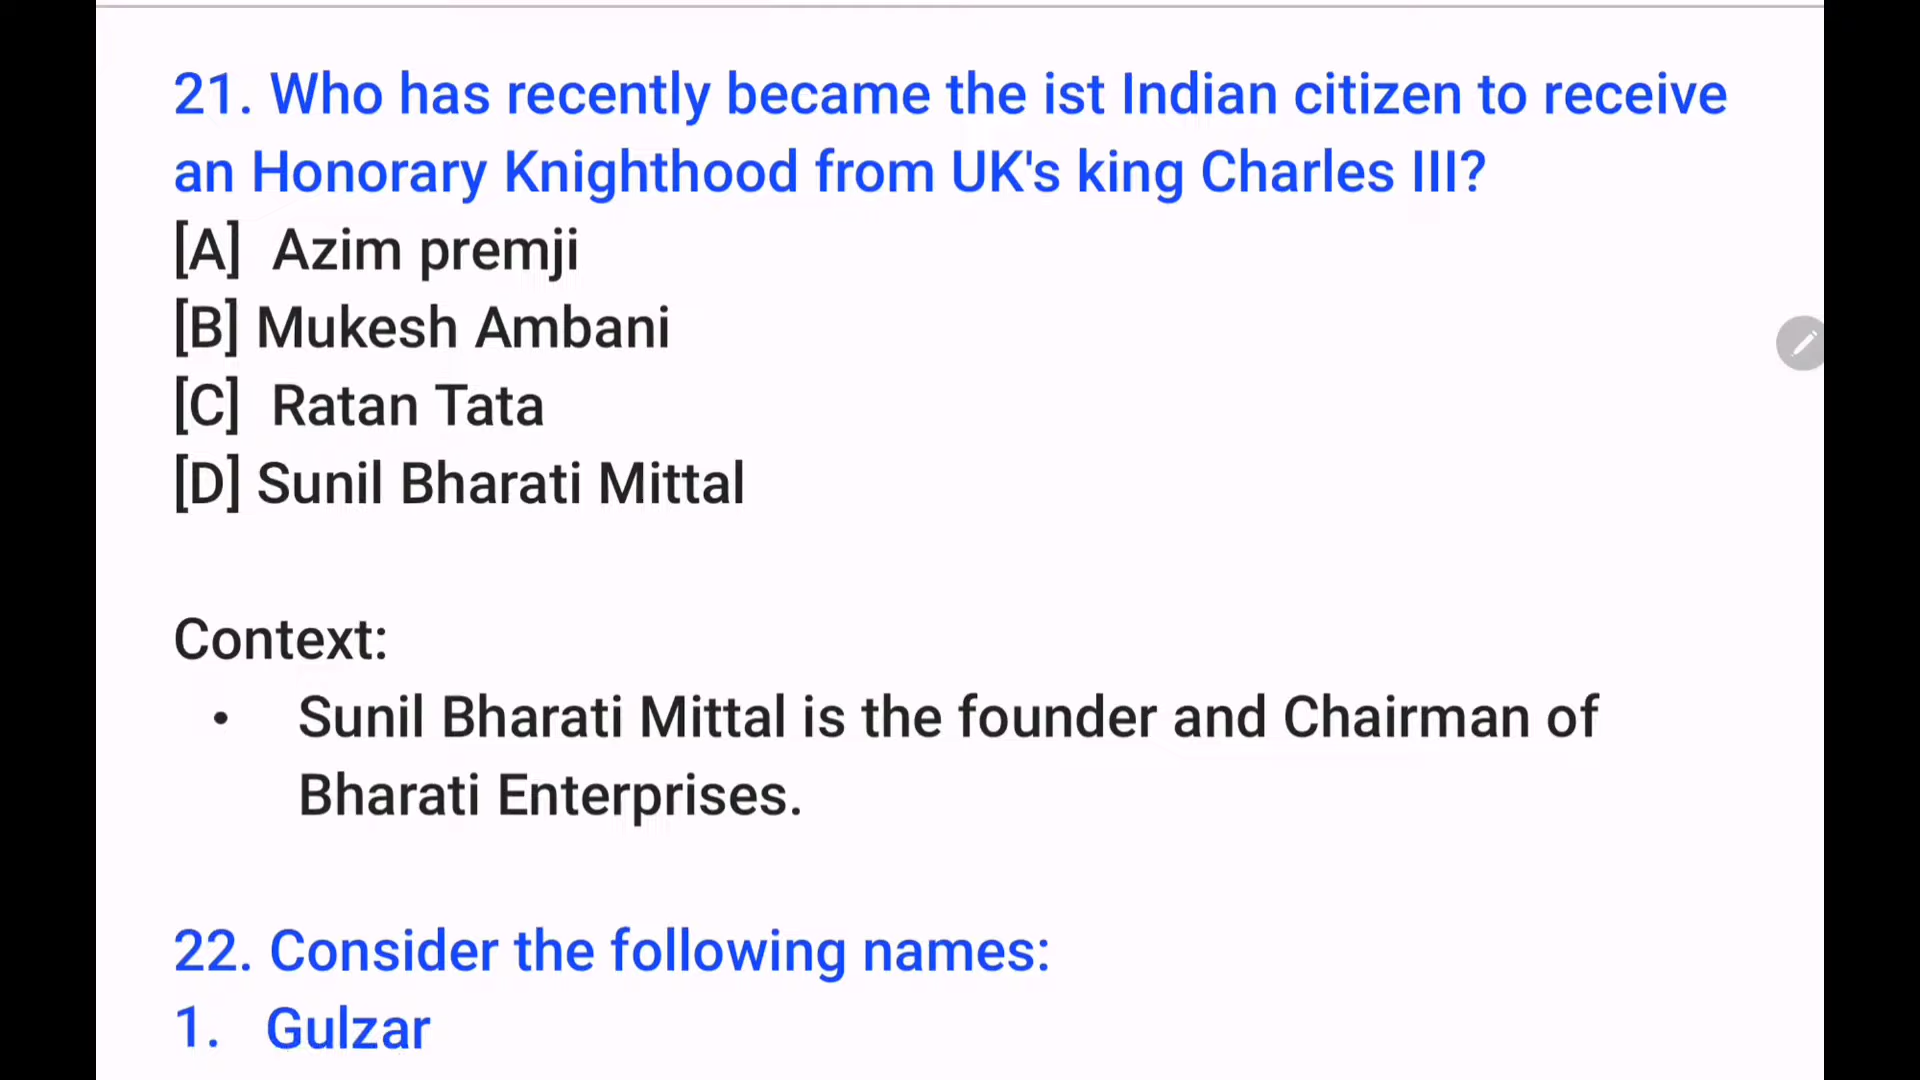 21. Who has recently became the ist Indian citizen to receive
an Honorary Knighthood from UK's king Charles III?
[A] Azim premji
[B] Mukesh Ambani
[C] Ratan Tata
[D] Sunil Bharati Mittal
Context:
• Sunil Bharati Mittal is the founder and Chairman of
Bharati Enterprises.
22. Consider the following names:
1. Gulzar